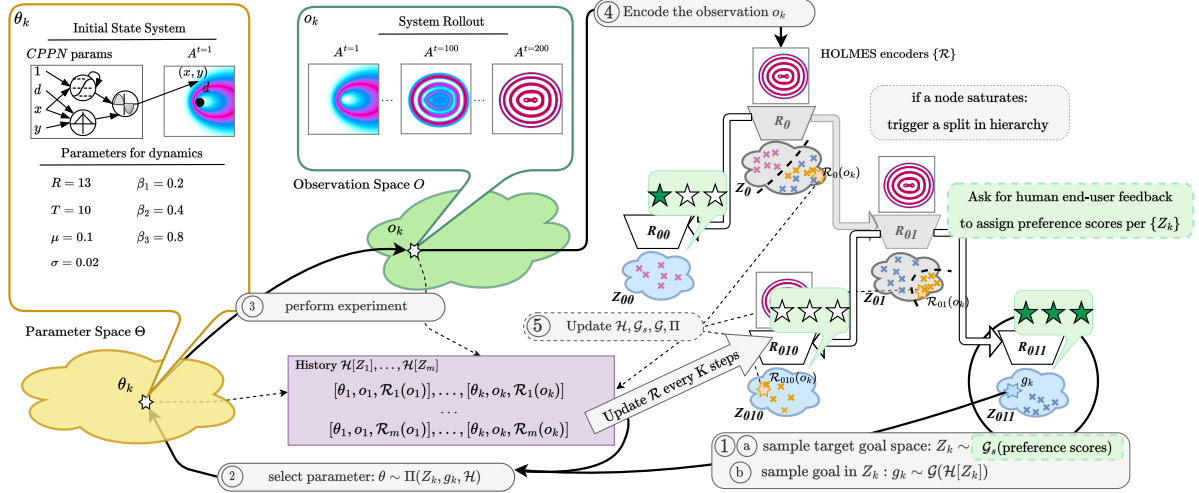 θk
Initial State System
CPPN params
A^{t=1}
1
d
x
y
(x, y)
d
Parameters for dynamics
R = 13
β1 = 0.2
T = 10
β2 = 0.4
μ = 0.1
β3 = 0.8
σ = 0.02
Parameter Space Θ
θk
ok
System Rollout
A^{t=1}
A^{t=100}
A^{t=200}
...
...
Observation Space O
ok
3 perform experiment
4 Encode the observation ok
HOLMES encoders {R}
R0
Z0
R0(ok)
if a node saturates:
trigger a split in hierarchy
R00
Z00
R01
Z01
R01(ok)
Ask for human end-user feedback
to assign preference scores per {Zk}
5 Update H, Gs, G, Π
R010
Z010
R010(ok)
R011
gk
Z011
History H[Z1], . . . , H[Zm]
[θ1, o1, R1(o1)], . . . , [θk, ok, R1(ok)]
...
[θ1, o1, Rm(o1)], . . . , [θk, ok, Rm(ok)]
Update R every K steps
1 a sample target goal space: Zk ∼ Gs(preference scores)
b sample goal in Zk : gk ∼ G(H[Zk])
2 select parameter: θ ∼ Π(Zk, gk, H)